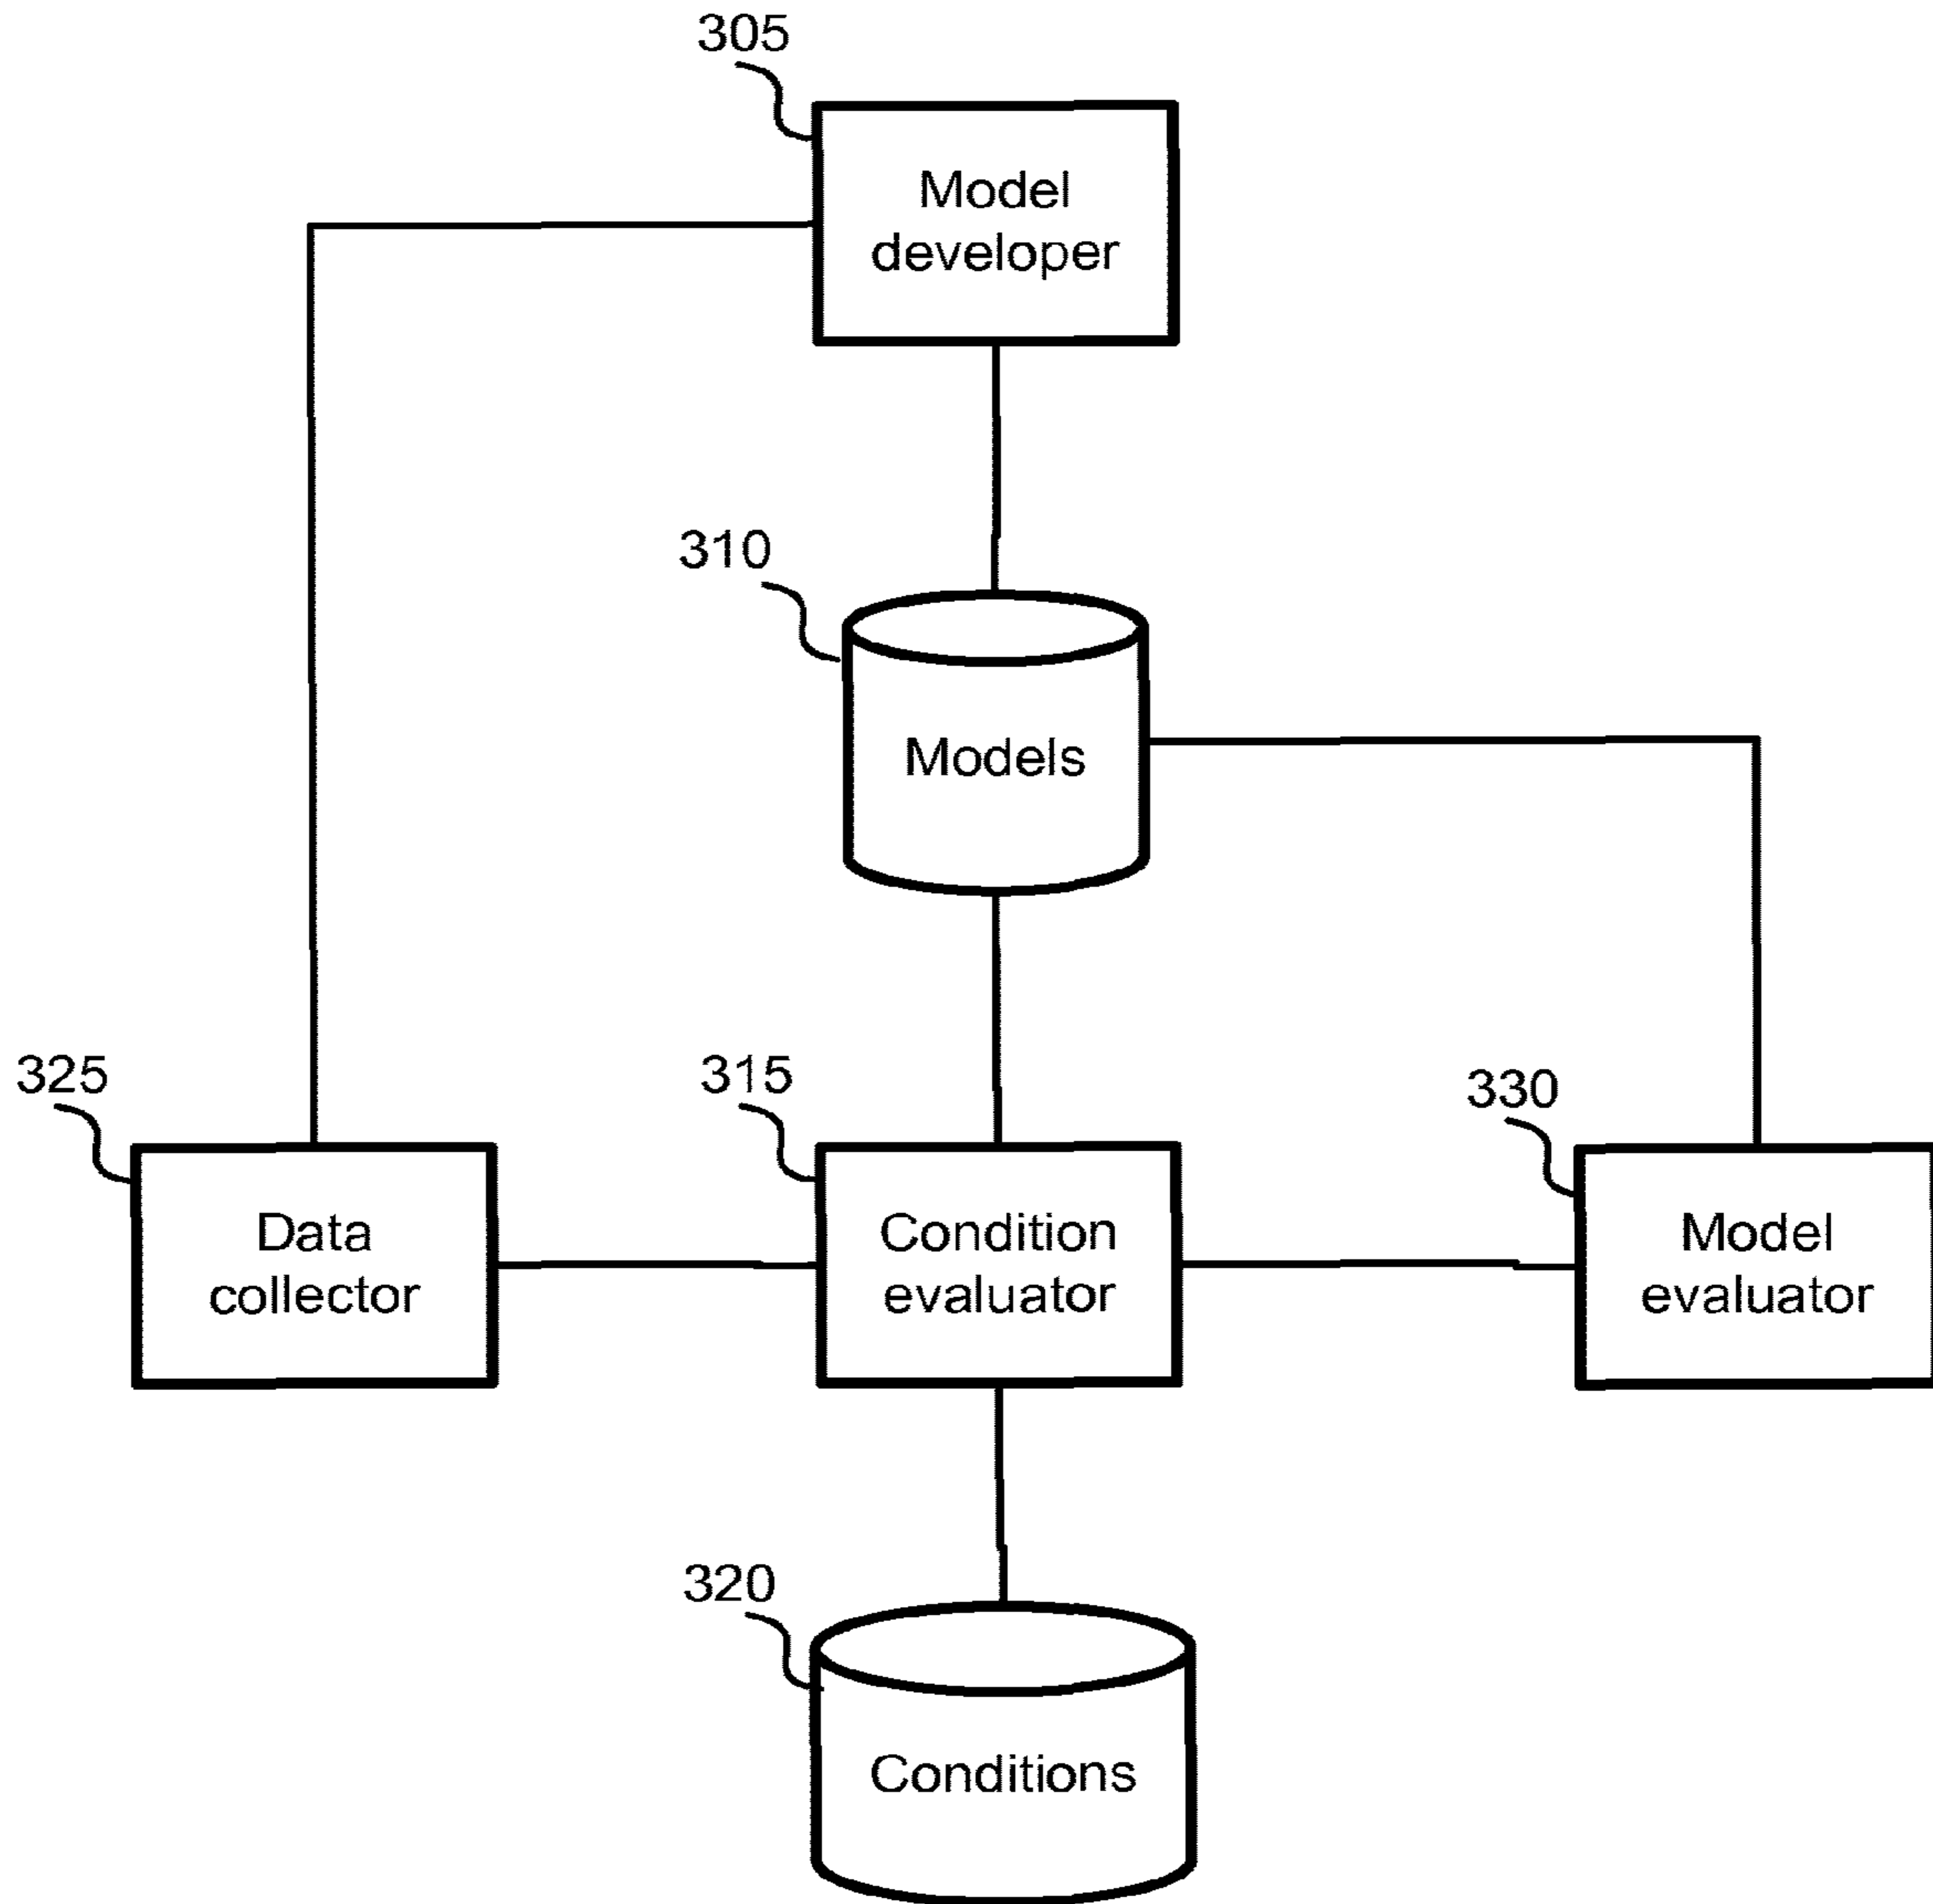 305
Model
developer
310
Models
325
315
330
Data
collector
Condition
evaluator
Model
evaluator
320
Conditions